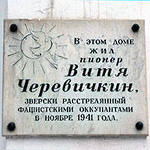 В этом доме
жил
пионер
Витя
Черевичкин,
зверски расстрелянный
фашистскими оккупантами
в ноябре 1941 года.